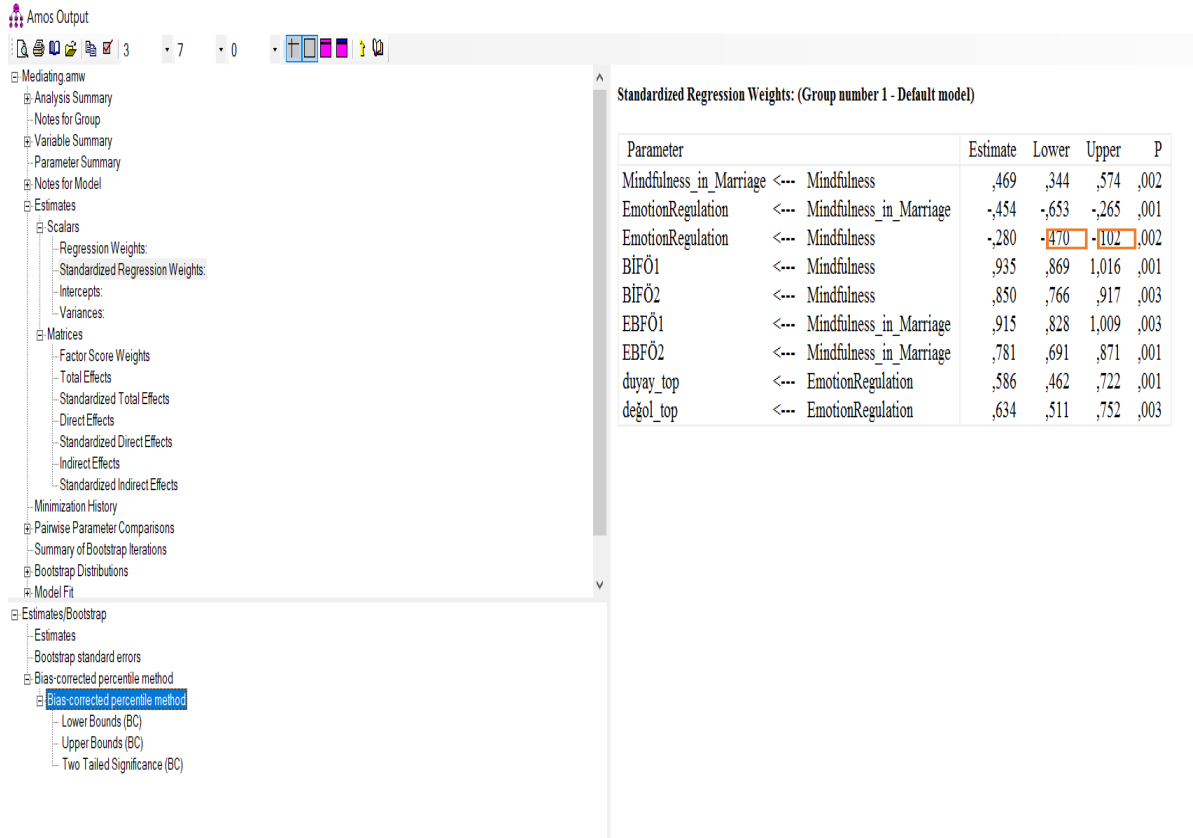 Amos Output
3 7 0
Mediating.amw
Analysis Summary
Notes for Group
Variable Summary
Parameter Summary
Notes for Model
Estimates
Scalars
Regression Weights:
Standardized Regression Weights:
Intercepts:
Variances:
Matrices
Factor Score Weights
Total Effects
Standardized Total Effects
Direct Effects
Standardized Direct Effects
Indirect Effects
Standardized Indirect Effects
Minimization History
Pairwise Parameter Comparisons
Summary of Bootstrap Iterations
Bootstrap Distributions
Model Fit
Estimates/Bootstrap
Estimates
Bootstrap standard errors
Bias-corrected percentile method
Bias-corrected percentile method
Lower Bounds (BC)
Upper Bounds (BC)
Two Tailed Significance (BC)
Standardized Regression Weights: (Group number 1 - Default model)
Parameter Estimate Lower Upper P
Mindfulness_in_Marriage <--- Mindfulness ,469 ,344 ,574 ,002
EmotionRegulation <--- Mindfulness_in_Marriage -,454 -,653 -,265 ,001
EmotionRegulation <--- Mindfulness -,280 -,470 -,102 ,002
BİFÖ1 <--- Mindfulness ,935 ,869 1,016 ,001
BİFÖ2 <--- Mindfulness ,850 ,766 ,917 ,003
EBFÖ1 <--- Mindfulness_in_Marriage ,915 ,828 1,009 ,003
EBFÖ2 <--- Mindfulness_in_Marriage ,781 ,691 ,871 ,001
duyay_top <--- EmotionRegulation ,586 ,462 ,722 ,001
değol_top <--- EmotionRegulation ,634 ,511 ,752 ,003